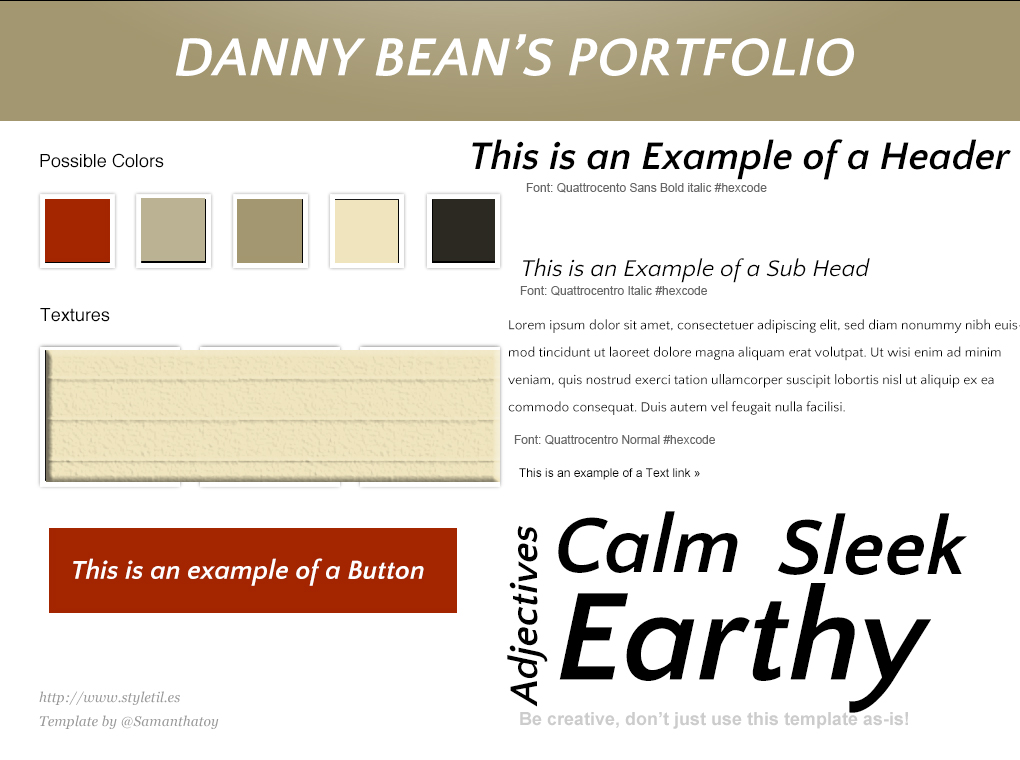 DANNY BEAN’S PORTFOLIO
Possible Colors
This is an Example of a Header
Font: Quattrocento Sans Bold italic #hexcode
This is an Example of a Sub Head
Font: Quattrocentro Italic #hexcode
Textures
Lorem ipsum dolor sit amet, consectetuer adipiscing elit, sed diam nonummy nibh euis-
mod tincidunt ut laoreet dolore magna aliquam erat volutpat. Ut wisi enim ad minim
veniam, quis nostrud exerci tation ullamcorper suscipit lobortis nisl ut aliquip ex ea
commodo consequat. Duis autem vel feugait nulla facilisi.
Font: Quattrocentro Normal #hexcode
This is an example of a Text link »
This is an example of a Button
Adjectives
Calm Sleek
Earthy
http://www.styletil.es
Template by @Samanthatoy
Be creative, don’t just use this template as-is!